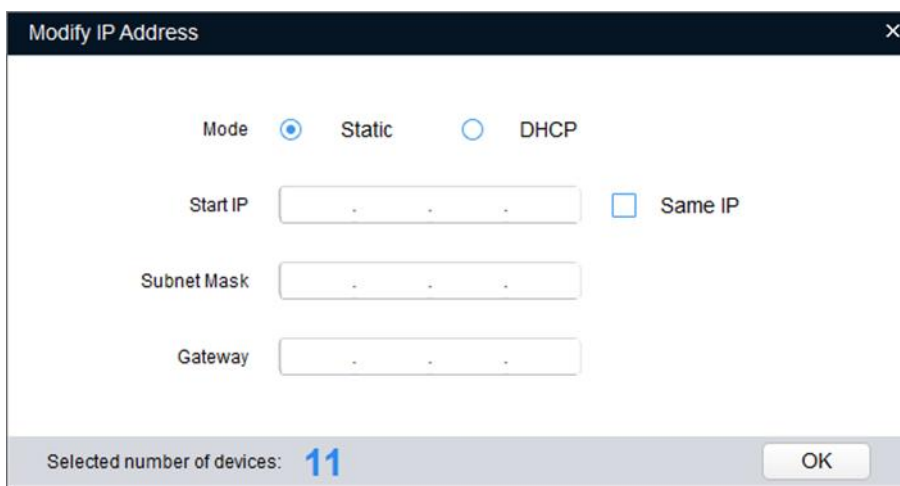 Modify IP Address ×
Mode Static DHCP
Start IP . . . Same IP
Subnet Mask . . .
Gateway . . .
Selected number of devices: 11 OK